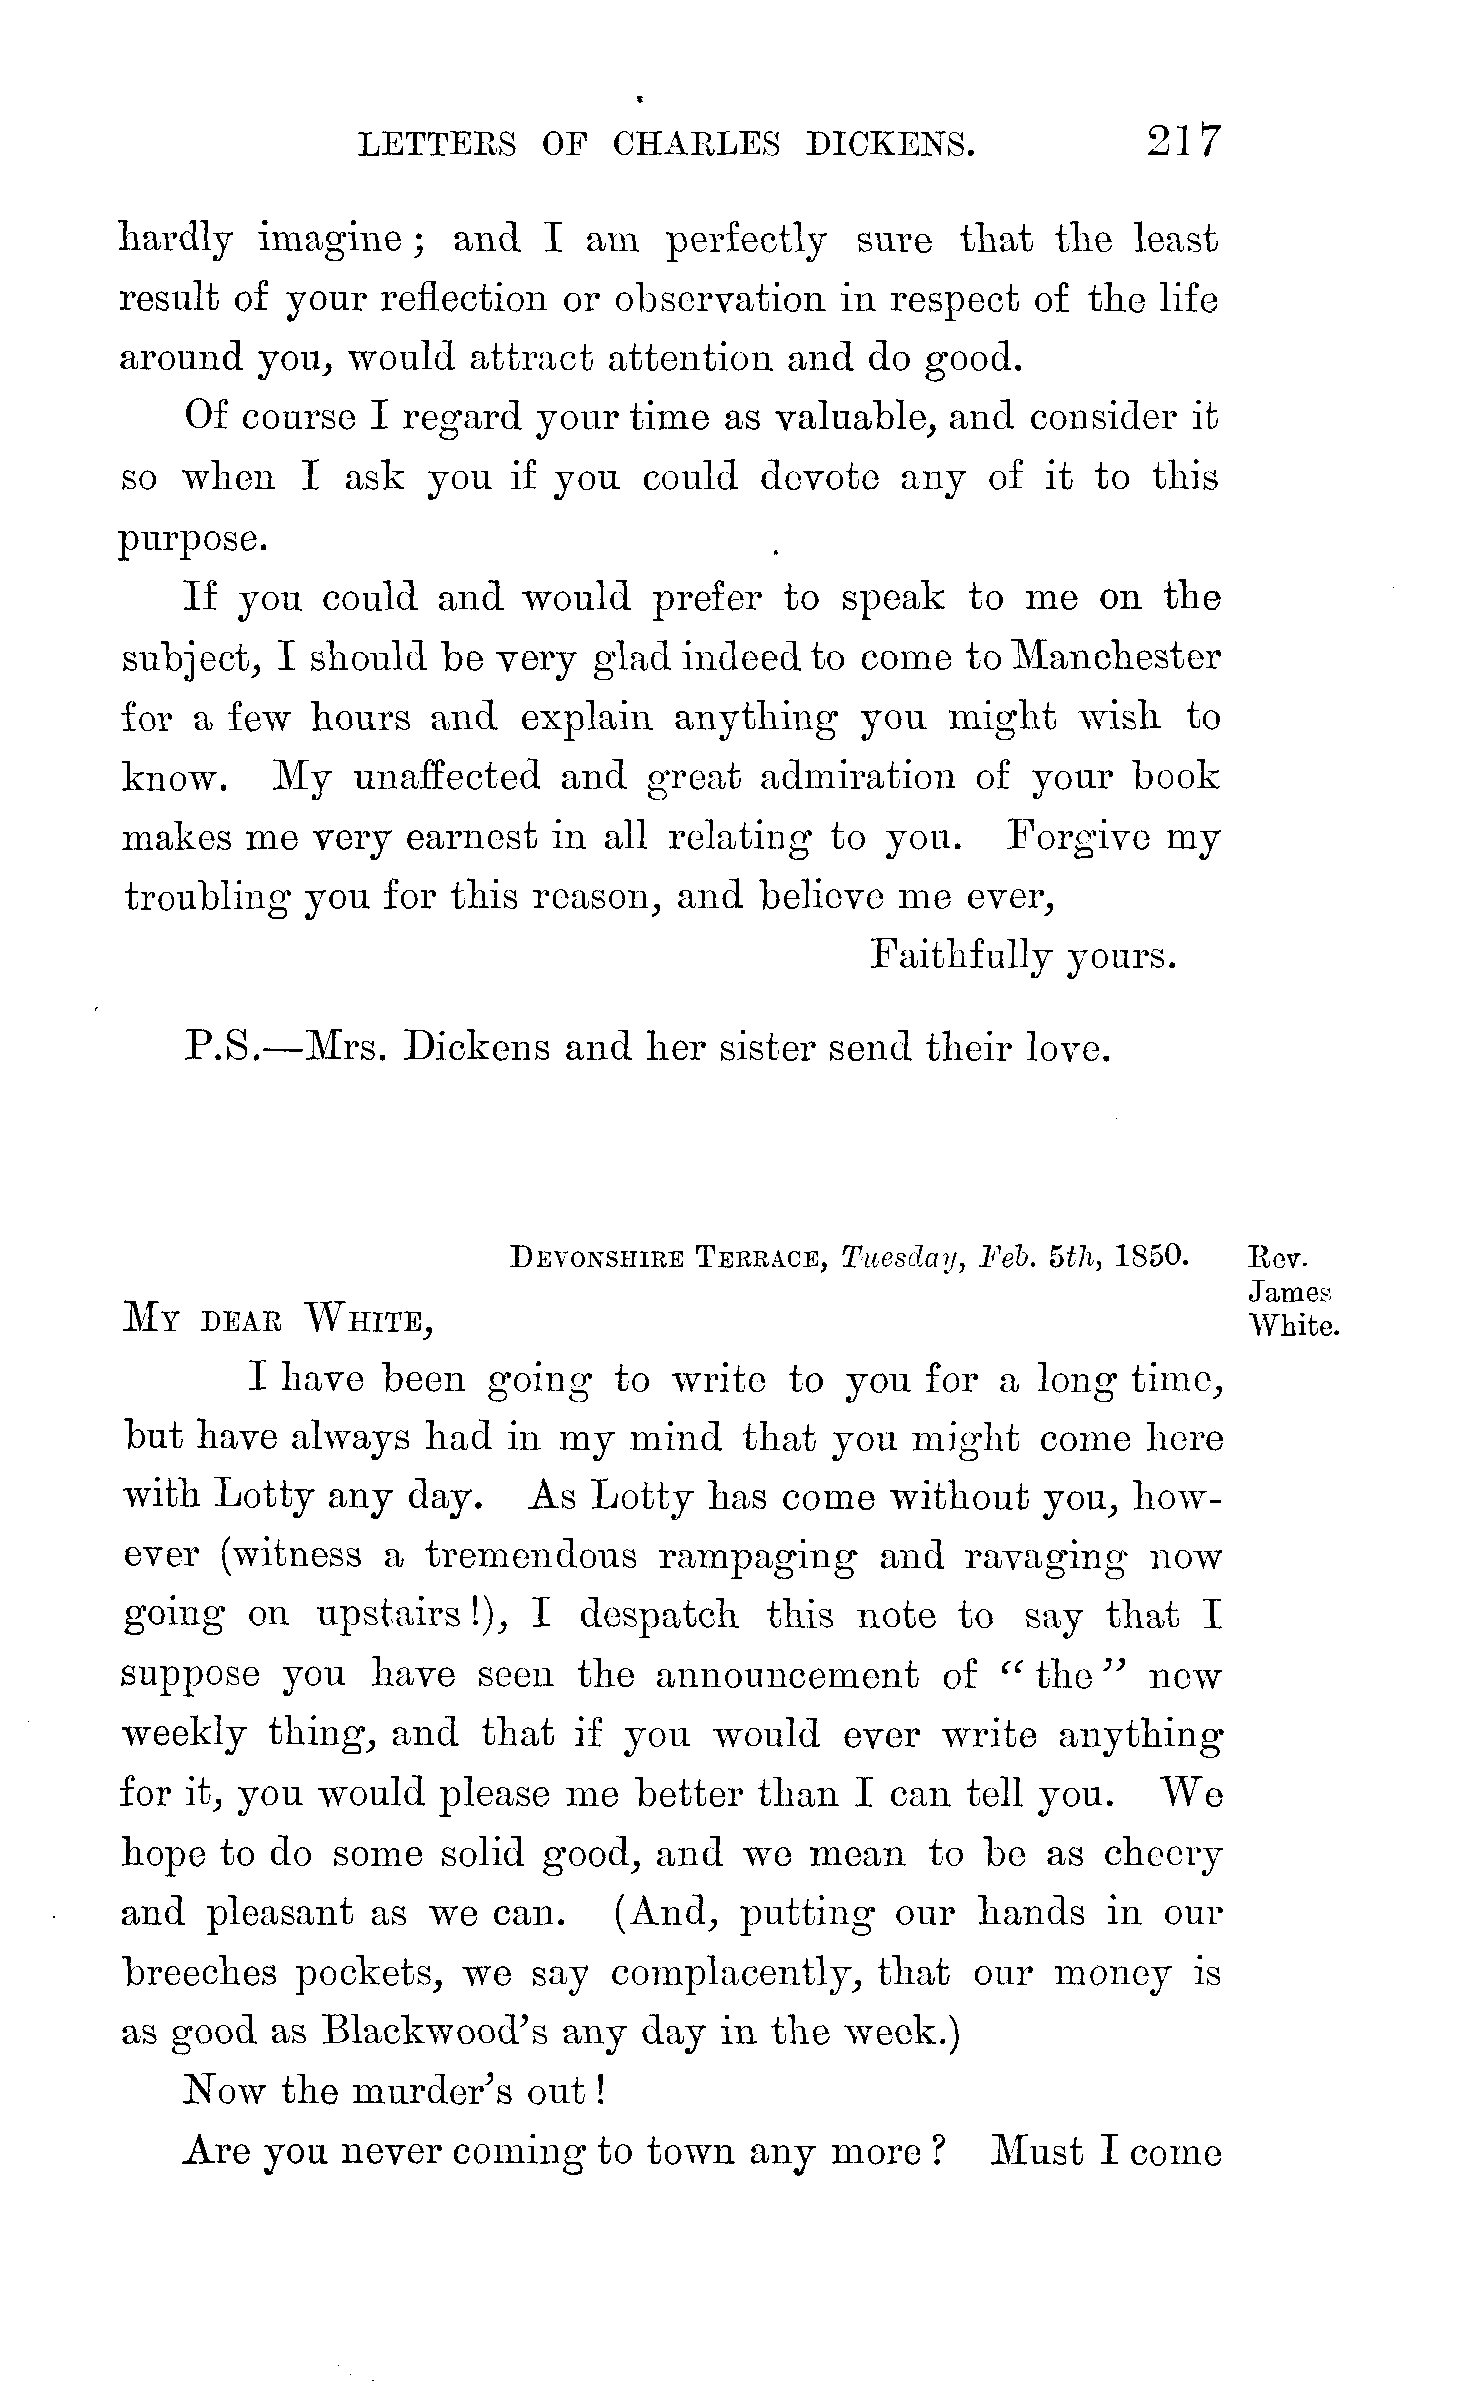 LETTERS OF CHARLES DICKENS. 217
hardly imagine; and I am perfectly sure that the least
result of your reflection or observation in respect of the life
around you, would attract attention and do good.
Of course I regard your time as valuable, and consider it
so when I ask you if you could devote any of it to this
purpose.
If you could and would prefer to speak to me on the
subject, I should be very glad indeed to come to Manchester
for a few hours and explain anything you might wish to
know. My unaffected and great admiration of your book
makes me very earnest in all relating to you. Forgive my
troubling you for this reason, and believe me ever,
Faithfully yours.
P.S.—Mrs. Dickens and her sister send their love.
DEVONSHIRE TERRACE, Tuesday, Feb. 5th, 1850.
Rev.
James
White.
MY DEAR WHITE,
I have been going to write to you for a long time,
but have always had in my mind that you might come here
with Lotty any day. As Lotty has come without you, how-
ever (witness a tremendous rampaging and ravaging now
going on upstairs!), I despatch this note to say that I
suppose you have seen the announcement of "the" new
weekly thing, and that if you would ever write anything
for it, you would please me better than I can tell you. We
hope to do some solid good, and we mean to be as cheery
and pleasant as we can. (And, putting our hands in our
breeches pockets, we say complacently, that our money is
as good as Blackwood's any day in the week.)
Now the murder's out!
Are you never coming to town any more? Must I come